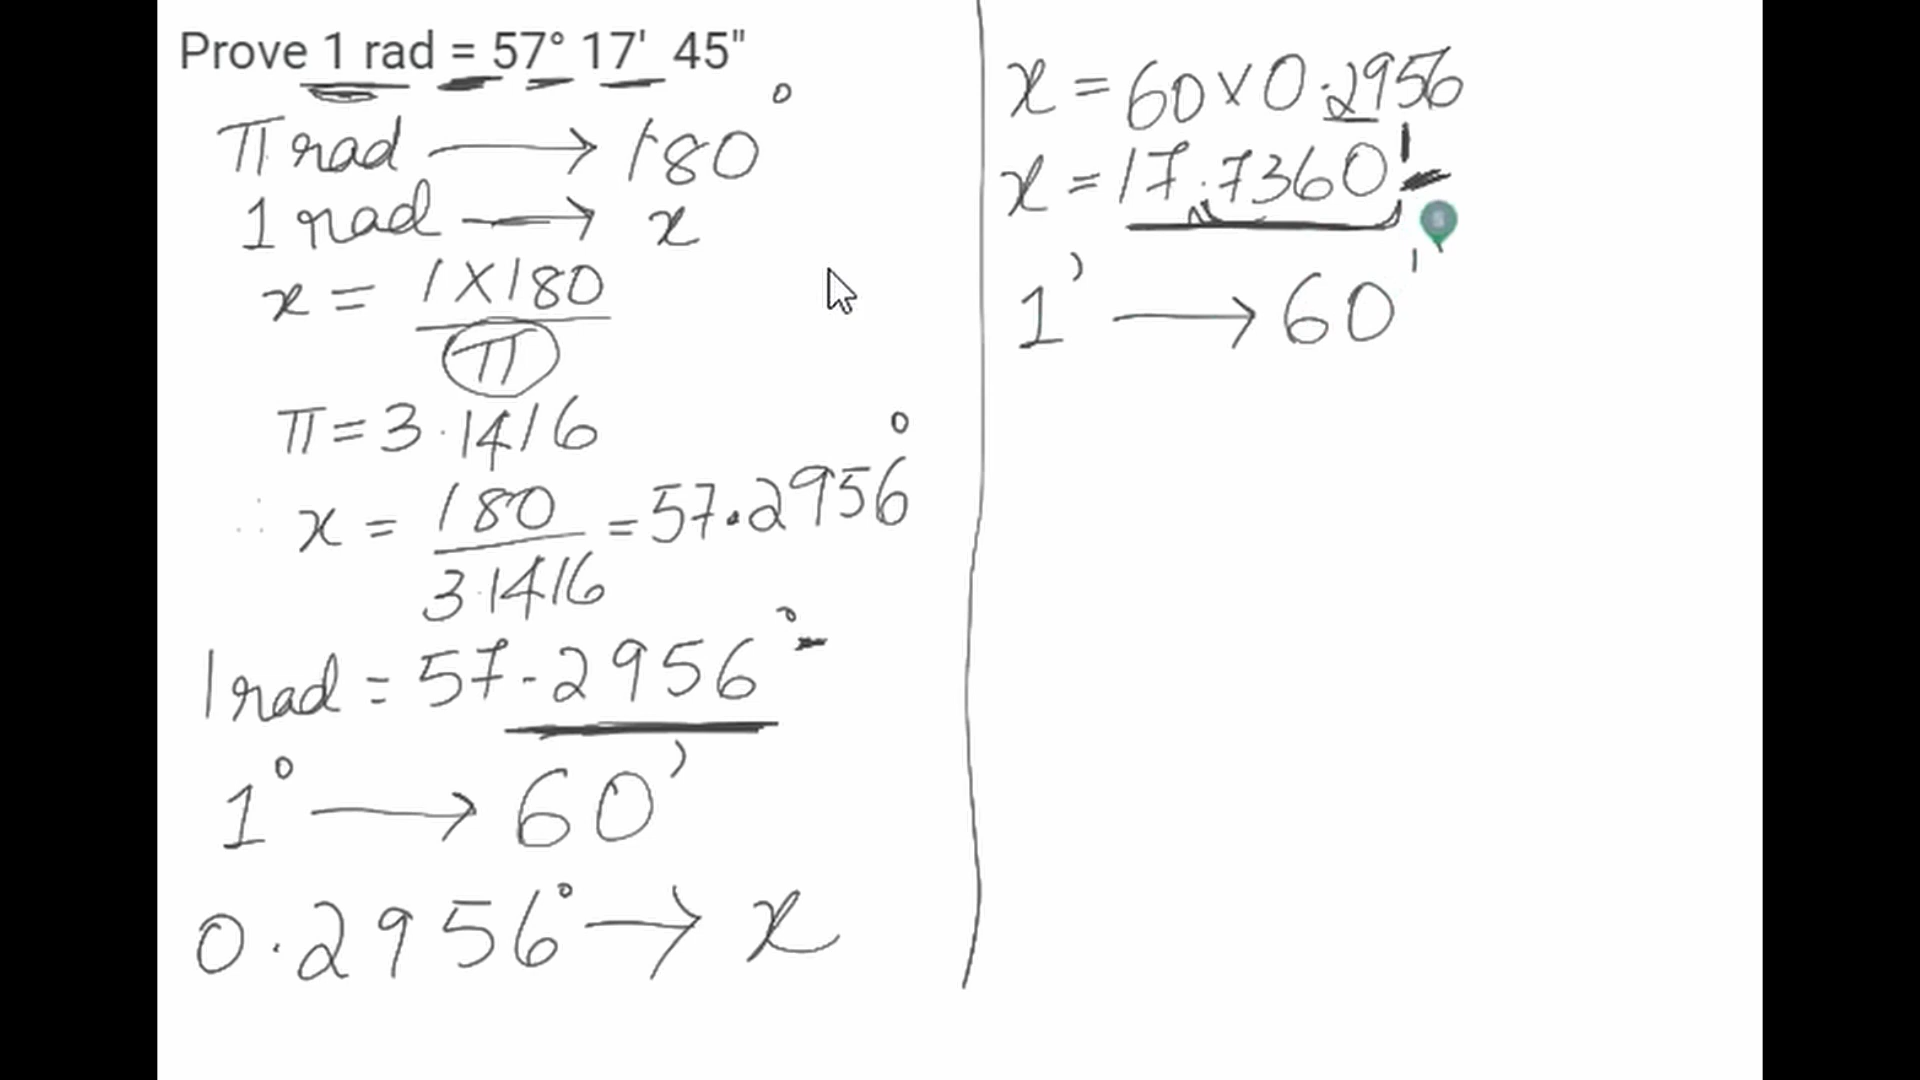 Prove 1 rad = 57° 17' 45"
π rad → 180°
1 rad → x
x = 1 X 180 / π
π = 3.1416
∴ x = 180 / 3.1416 = 57.2956°
1 rad = 57.2956°
1° → 60'
0.2956° → x
x = 60 x 0.2956
x = 17.7360'
1' → 60'